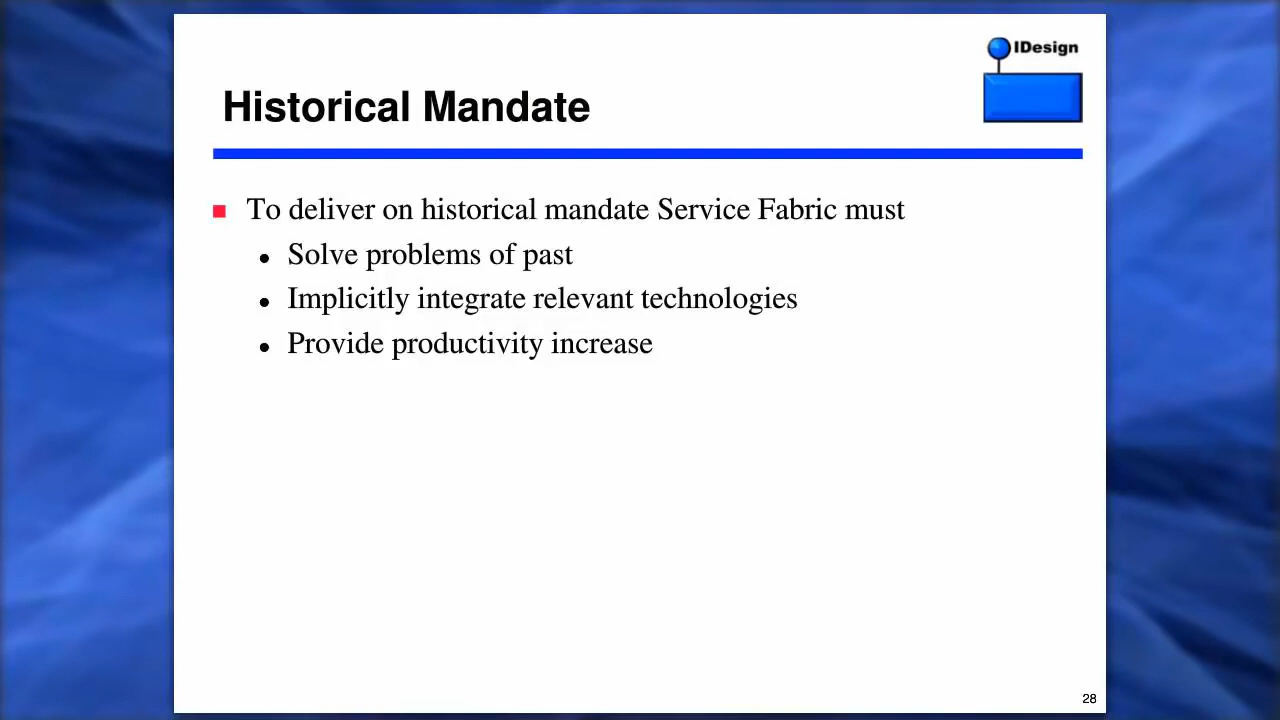 IDesign
Historical Mandate
To deliver on historical mandate Service Fabric must
Solve problems of past
Implicitly integrate relevant technologies
Provide productivity increase
28